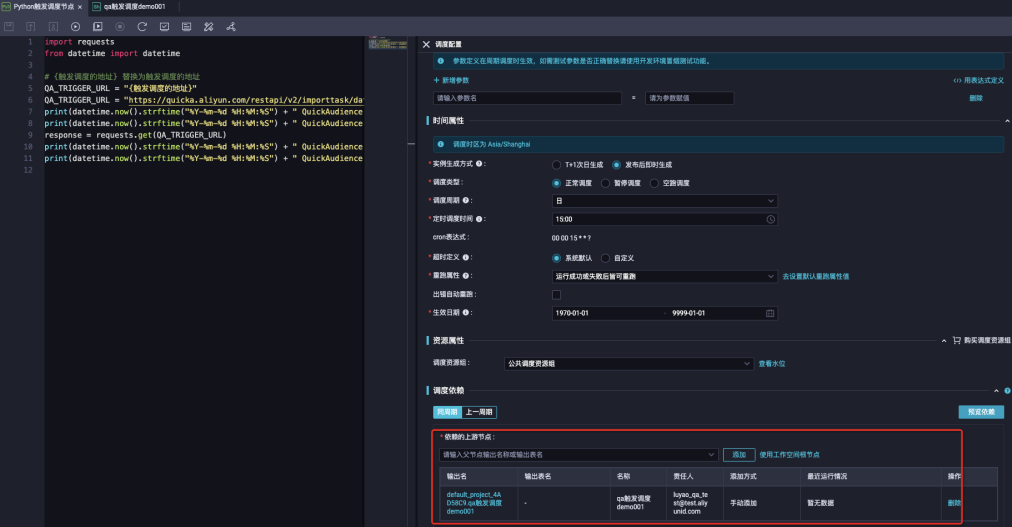 Python触发调度节点 × qa触发调度demo001
1 import requests
2 from datetime import datetime
3
4 # {触发调度的地址} 替换为触发调度的地址
5 QA_TRIGGER_URL = "{触发调度的地址}"
6 QA_TRIGGER_URL = "https://quicka.aliyun.com/restapi/v2/importtask/da
7 print(datetime.now().strftime("%Y-%m-%d %H:%M:%S") + " QuickAudience
8 print(datetime.now().strftime("%Y-%m-%d %H:%M:%S") + " QuickAudience
9 response = requests.get(QA_TRIGGER_URL)
10 print(datetime.now().strftime("%Y-%m-%d %H:%M:%S") + " QuickAudience
11 print(datetime.now().strftime("%Y-%m-%d %H:%M:%S") + " QuickAudience
12
调度配置
参数定义在周期调度时生效，如需测试参数是否正确替换请使用开发环境冒烟测试功能。
+ 新增参数 用表达式定义
请输入参数名 = 请为参数赋值 删除
时间属性
调度时区为 Asia/Shanghai
* 实例生成方式 : T+1次日生成 发布后即时生成
* 调度类型: 正常调度 暂停调度 空跑调度
* 调度周期 : 日
* 定时调度时间 : 15:00
cron表达式: 00 00 15 * * ?
* 超时定义 : 系统默认 自定义
* 重跑属性 : 运行成功或失败后皆可重跑 去设置默认重跑属性值
出错自动重跑:
* 生效日期 : 1970-01-01 - 9999-01-01
资源属性 购买调度资源组
调度资源组: 公共调度资源组 查看水位
调度依赖
同周期 上一周期 预览依赖
* 依赖的上游节点:
请输入父节点输出名称或输出表名 添加 使用工作空间根节点
输出名 输出表名 名称 责任人 添加方式 最近运行情况 操作
default_project_4A
D58C9.qa触发调度
demo001
-
qa触发调度
demo001
luyao_qa_te
st@test.aliy
unid.com
手动添加 暂无数据 删除